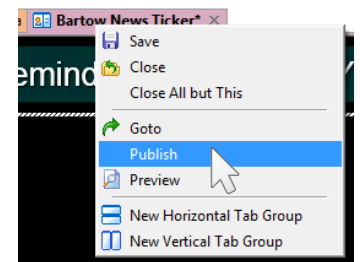 Bartow News Ticker*
Save
Close
Close All but This
Goto
Publish
Preview
New Horizontal Tab Group
New Vertical Tab Group